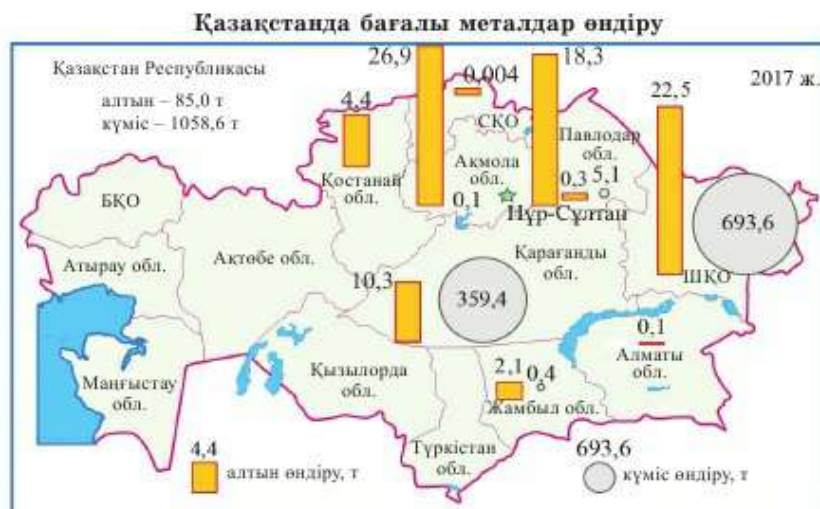 Қазақстанда бағалы металдар өндіру
Қазақстан Республикасы
алтын – 85,0 т
күміс – 1058,6 т
2017 ж.
26,9
0,004
18,3
22,5
4,4
СҚО
Павлодар
обл.
Ақмола
обл.
Қостанай
обл.
0,3
5,1
0,1
Нұр-Сұлтан
БҚО
693,6
Ақтөбе обл.
Қарағанды
обл.
Атырау обл.
ШҚО
10,3
359,4
0,1
Алматы
обл.
Қызылорда
обл.
2,1
0,4
Маңғыстау
обл.
Жамбыл обл.
Түркістан
обл.
4,4
алтын өндіру, т
693,6
күміс өндіру, т